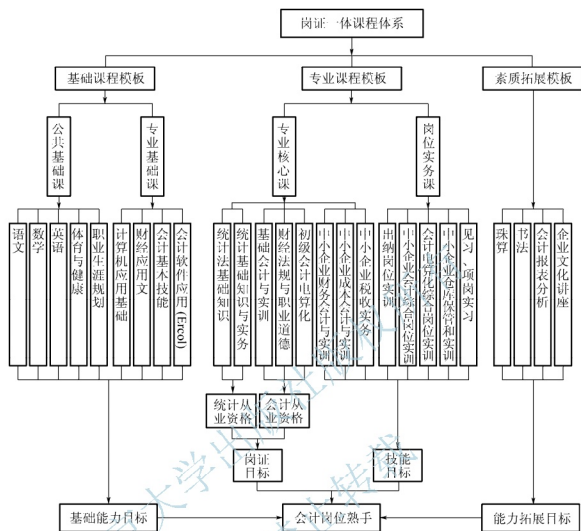 岗证一体课程体系
基础课程模板
专业课程模板
素质拓展模板
公共基础课
专业基础课
专业核心课
岗位实务课
语文
数学
英语
体育与健康
职业生涯规划
计算机应用基础
财经应用文
会计基本技能
会计软件应用(Ercol)
统计法基础知识
统计基础知识与实务
基础会计与实训
财经法规与职业道德
初级会计电算化
中小企业财务会计与实训
中小企业成本会计与实训
中小企业税收实务
出纳岗位实训
中小企业会计综合岗位实训
会计电算化综合岗位实训
中小企业仓库保管和实训
见习、顶岗实习
珠算
书法
会计报表分析
企业文化讲座
统计从业资格
会计从业资格
岗证目标
技能目标
基础能力目标
会计岗位熟手
能力拓展目标